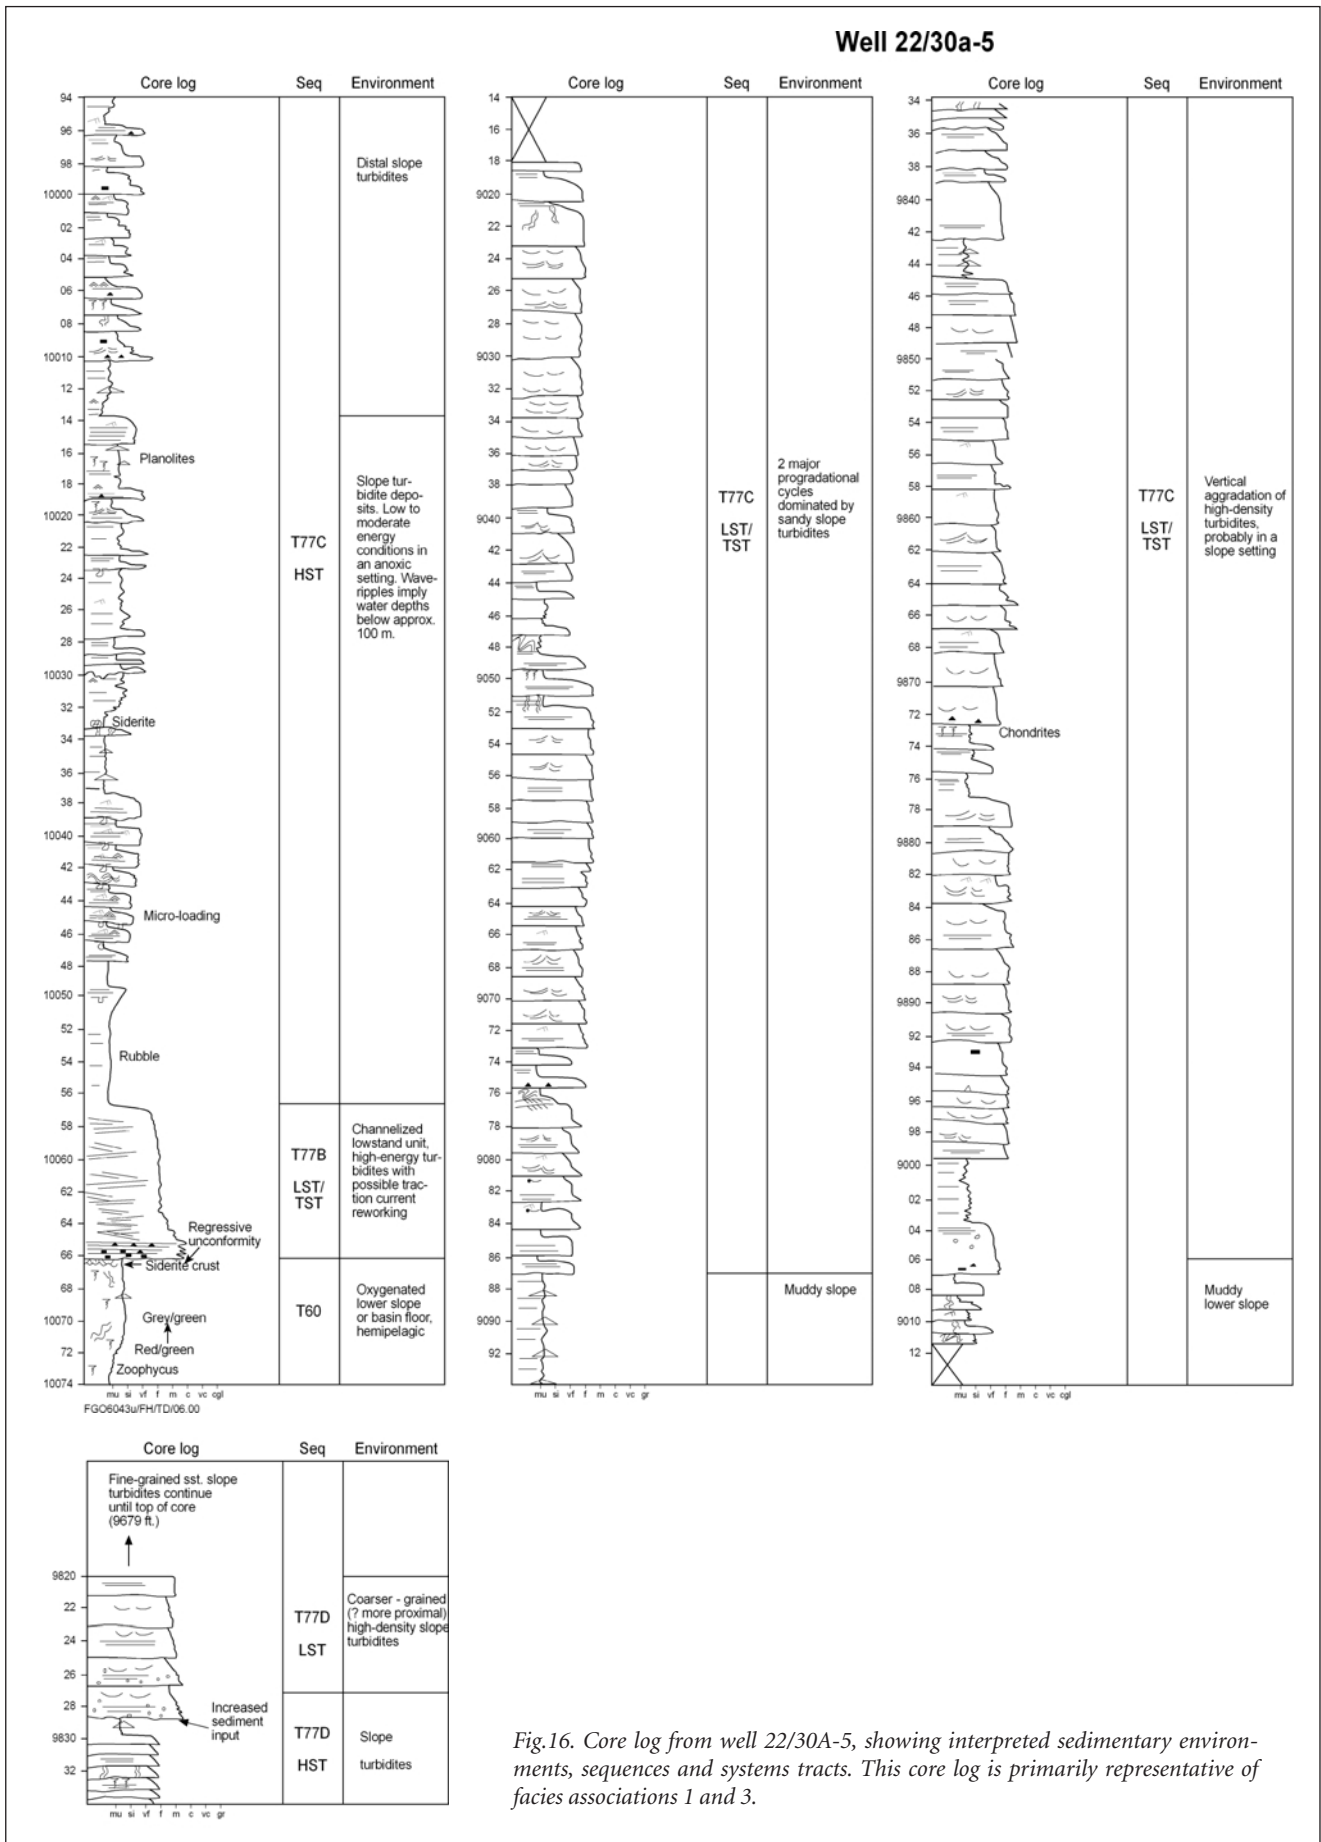 Well 22/30a-5
Core log Seq Environment
94
96
98
10000
02
04
06
08
10010
12
14
16
18
10020
22
24
26
28
10030
32
34
36
38
10040
42
44
46
48
10050
52
54
56
58
10060
62
64
66
68
10070
72
10074
Planolites
Siderite
Micro-loading
Rubble
Regressive
unconformity
Siderite crust
Grey/green
Red/green
Zoophycus
mu si vf f m c vc cgl
FGO6043u/FH/TD/06.00
T77C
HST
T77B
LST/
TST
T60
Distal slope
turbidites
Slope tur-
bidite depo-
sits. Low to
moderate
energy
conditions in
an anoxic
setting. Wave-
ripples imply
water depths
below approx.
100 m.
Channelized
lowstand unit,
high-energy tur-
bidites with
possible trac-
tion current
reworking
Oxygenated
lower slope
or basin floor,
hemipelagic
Core log Seq Environment
14
16
18
9020
22
24
26
28
9030
32
34
36
38
9040
42
44
46
48
9050
52
54
56
58
9060
62
64
66
68
9070
72
74
76
78
9080
82
84
86
88
9090
92
mu si vf f m c vc gr
T77C
LST/
TST
2 major
progradational
cycles
dominated by
sandy slope
turbidites
Muddy slope
Core log Seq Environment
34
36
38
9840
42
44
46
48
9850
52
54
56
58
9860
62
64
66
68
9870
72
74
76
78
9880
82
84
86
88
9890
92
94
96
98
9000
02
04
06
08
9010
12
Chondrites
mu si vf f m c vc cgl
T77C
LST/
TST
Vertical
aggradation of
high-density
turbidites,
probably in a
slope setting
Muddy
lower slope
Core log Seq Environment
Fine-grained sst. slope
turbidites continue
until top of core
(9679 ft.)
9820
22
24
26
28
9830
32
Increased
sediment
input
mu si vf f m c vc gr
T77D
LST
T77D
HST
Coarser - grained
(? more proximal)
high-density slope
turbidites
Slope
turbidites
Fig.16. Core log from well 22/30A-5, showing interpreted sedimentary environ-
ments, sequences and systems tracts. This core log is primarily representative of
facies associations 1 and 3.